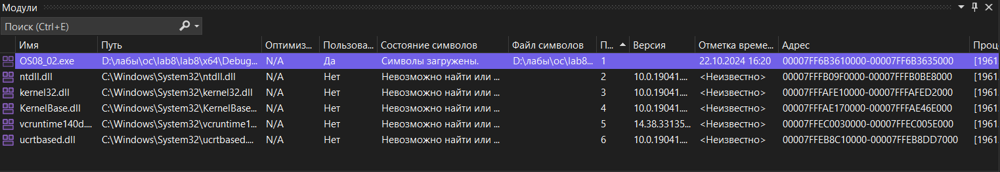 Модули
Поиск (Ctrl+E)
Имя Путь Оптимиз... Пользова... Состояние символов Файл символов П... Версия Отметка време... Адрес Проце
OS08_02.exe D:\лабы\ос\lab8\lab8\x64\Debug... N/A Да Символы загружены. D:\лабы\ос\lab8... 1 22.10.2024 16:20 00007FF6B3610000-00007FF6B3635000 [1961
ntdll.dll C:\Windows\System32\ntdll.dll N/A Нет Невозможно найти или ... 2 10.0.19041.... <Неизвестно> 00007FFFB09F0000-00007FFFB0BE8000 [1961
kernel32.dll C:\Windows\System32\kernel32.dll N/A Нет Невозможно найти или ... 3 10.0.19041.... <Неизвестно> 00007FFFAFE10000-00007FFFAFED2000 [1961
KernelBase.dll C:\Windows\System32\KernelBase... N/A Нет Невозможно найти или ... 4 10.0.19041.... <Неизвестно> 00007FFFAE170000-00007FFFAE46E000 [1961
vcruntime140d.... C:\Windows\System32\vcruntime1... N/A Нет Невозможно найти или ... 5 14.38.33135... <Неизвестно> 00007FFEC0030000-00007FFEC005E000 [1961
ucrtbased.dll C:\Windows\System32\ucrtbased.... N/A Нет Невозможно найти или ... 6 10.0.19041.... <Неизвестно> 00007FFEB8C10000-00007FFEB8DD7000 [1961